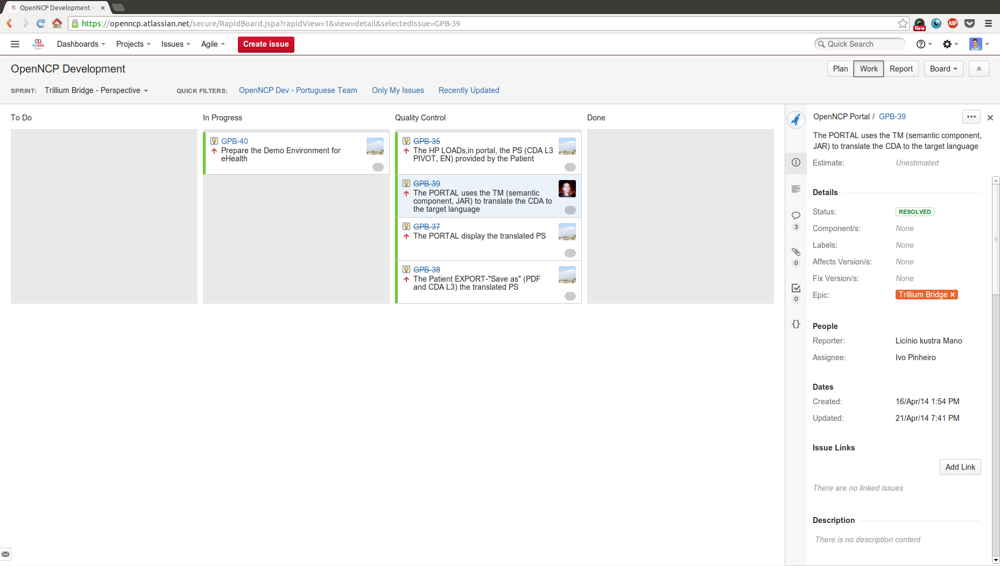 OpenNCP Development -
https://openncp.atlassian.net/secure/RapidBoard.jspa?rapidView=1&view=detail&selectedIssue=GPB-39
New
ABP
epsos
Dashboards
Projects
Issues
Agile
Create issue
Quick Search
OpenNCP Development
Plan
Work
Report
Board
SPRINT:
Trillium Bridge - Perspective
QUICK FILTERS:
OpenNCP Dev - Portuguese Team
Only My Issues
Recently Updated
To Do
In Progress
Quality Control
Done
GPB-40
Prepare the Demo Environment for
eHealth
GPB-35
The HP LOADs,in portal, the PS (CDA L3
PIVOT, EN) provided by the Patient
GPB-39
The PORTAL uses the TM (semantic
component, JAR) to translate the CDA to
the target language
GPB-37
The PORTAL display the translated PS
GPB-38
The Patient EXPORT-"Save as" (PDF
and CDA L3) the translated PS
3
0
0
OpenNCP Portal / GPB-39
The PORTAL uses the TM (semantic component,
JAR) to translate the CDA to the target language
Estimate: Unestimated
Details
Status: RESOLVED
Component/s: None
Labels: None
Affects Version/s: None
Fix Version/s: None
Epic: Trillium Bridge
People
Reporter: Licínio kustra Mano
Assignee: Ivo Pinheiro
Dates
Created: 16/Apr/14 1:54 PM
Updated: 21/Apr/14 7:41 PM
Issue Links
Add Link
There are no linked issues
Description
There is no description content